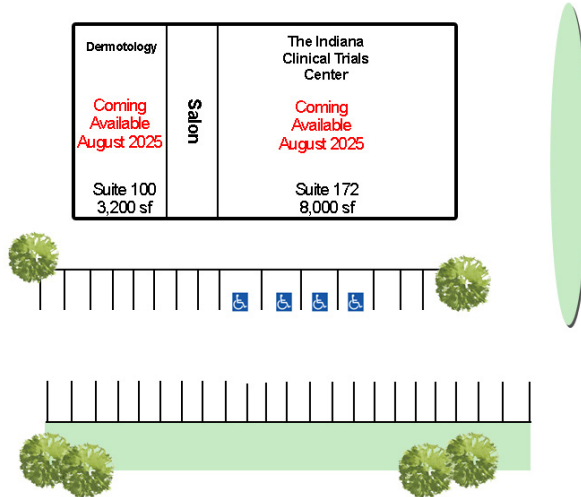 Dermotology
Coming
Available
August 2025
Suite 100
3,200 sf
Salon
The Indiana
Clinical Trials
Center
Coming
Available
August 2025
Suite 172
8,000 sf